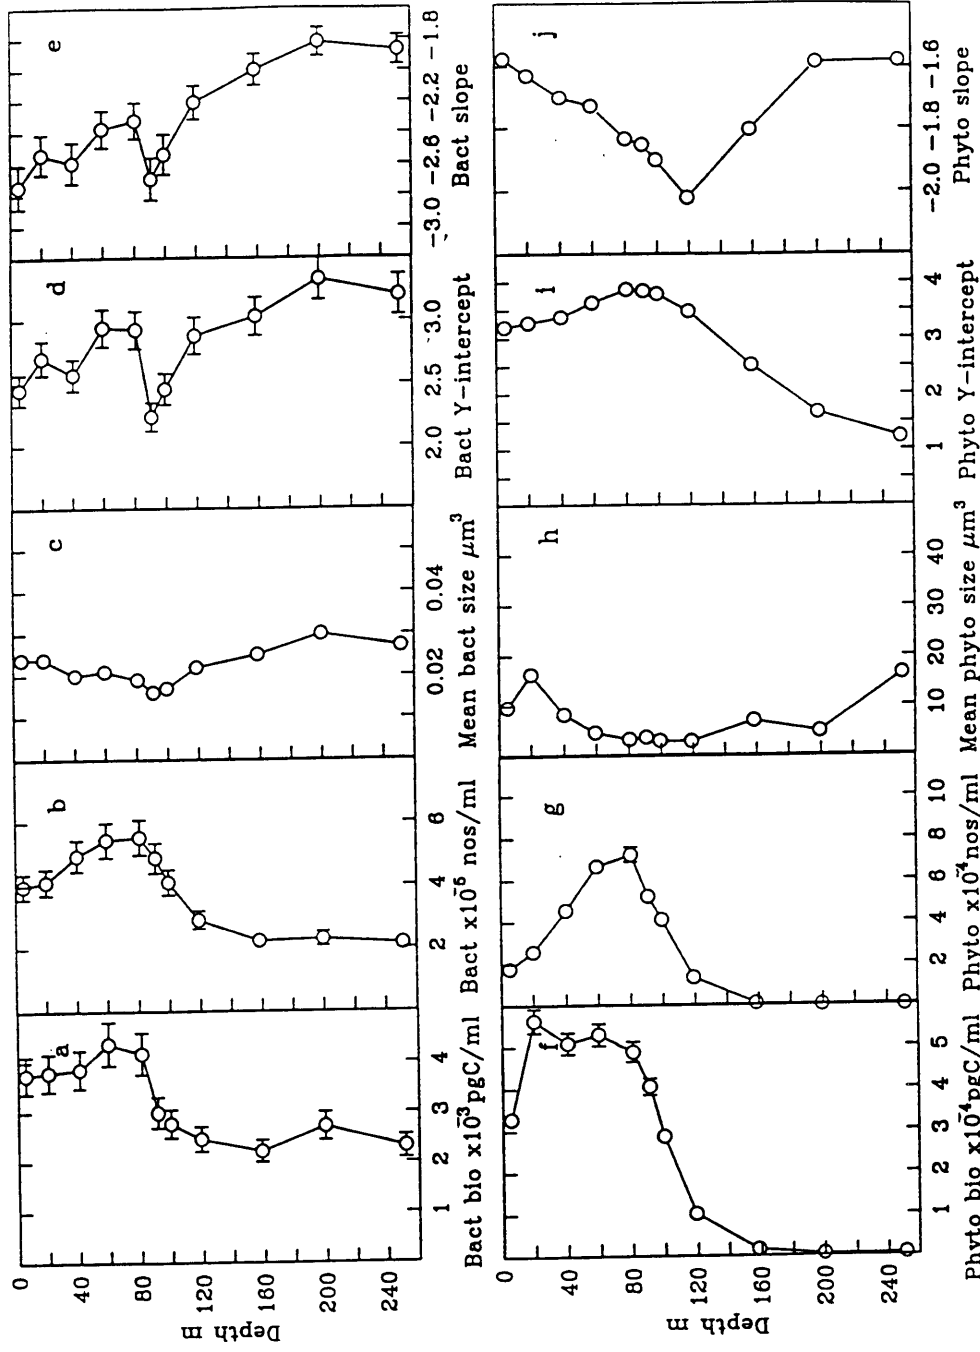 e
-3.0 -2.6 -2.2 -1.8
Bact slope
d
2.0 2.5 3.0
Bact Y-intercept
c
0.02 0.04
Mean bact size μm³
b
2 4 6
Bact x10⁻⁵ nos/ml
a
1 2 3 4
Bact bio x10⁻³pgC/ml
0 40 80 120 160 200 240
Depth m
j
-2.0 -1.8 -1.6
Phyto slope
i
1 2 3 4
Phyto Y-intercept
h
10 20 30 40
Mean phyto size μm³
g
2 4 6 8 10
Phyto x10⁻⁴nos/ml
f
1 2 3 4 5
Phyto bio x10⁻⁴pgC/ml
0 40 80 120 160 200 240
Depth m